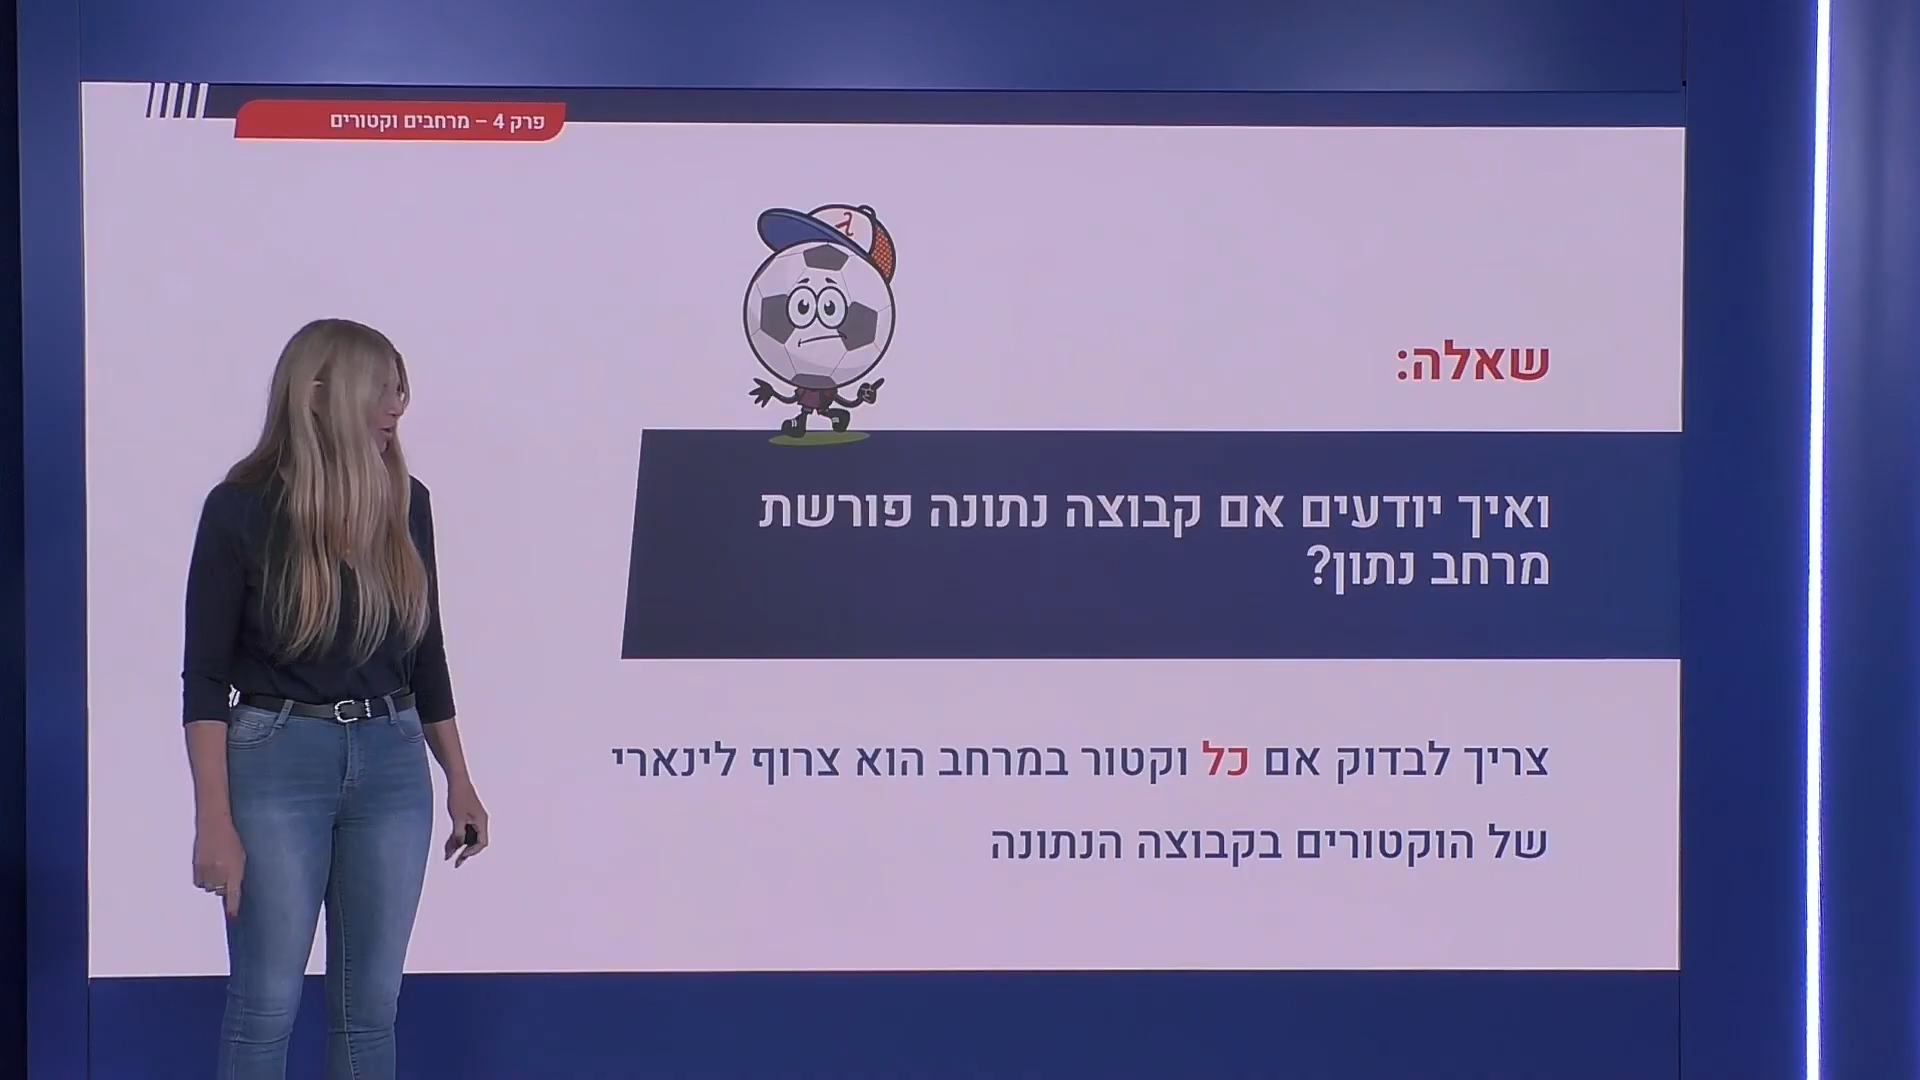 פרק 4 – מרחבים וקטורים
λ
שאלה:
ואיך יודעים אם קבוצה נתונה פורשת
מרחב נתון?
צריך לבדוק אם כל וקטור במרחב הוא צרוף לינארי
של הוקטורים בקבוצה הנתונה